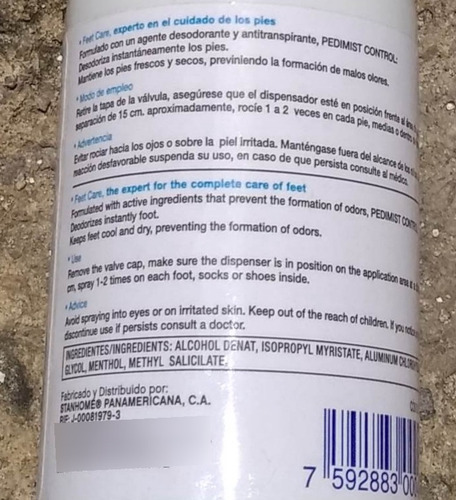 • Feet Care, experto en el cuidado de los pies
Formulado con un agente desodorante y antitranspirante, PEDIMIST CONTROL:
Desodoriza instantáneamente los pies.
Mantiene los pies frescos y secos, previniendo la formación de malos olores.
• Modo de empleo
Retire la tapa de la válvula, asegúrese que el dispensador esté en posición frente al
separación de 15 cm. aproximadamente, rocíe 1 a 2 veces en cada pie, medias o
• Advertencia
Evitar rociar hacia los ojos o sobre la piel irritada. Manténgase fuera del alcance de
reacción desfavorable suspenda su uso, en caso de que persista consulte al médico.
• Feet Care, the expert for the complete care of feet
Formulated with active ingredients that prevent the formation of odors, PEDIMIST
Deodorizes instantly foot.
Keeps feet cool and dry, preventing the formation of odors.
• Use
Remove the valve cap, make sure the dispenser is in position on the application area
cm, spray 1-2 times on each foot, socks or shoes inside.
• Advice
Avoid spraying into eyes or on irritated skin. Keep out of the reach of children. If you
discontinue use if persists consult a doctor.
INGREDIENTES/INGREDIENTS: ALCOHOL DENAT, ISOPROPYL MYRISTATE, ALUMINUM
GLYCOL, MENTHOL, METHYL SALICILATE.
Fabricado y Distribuido por:
STANHOME® PANAMERICANA, C.A.
RIF: J-00081979-3
7 592883 00